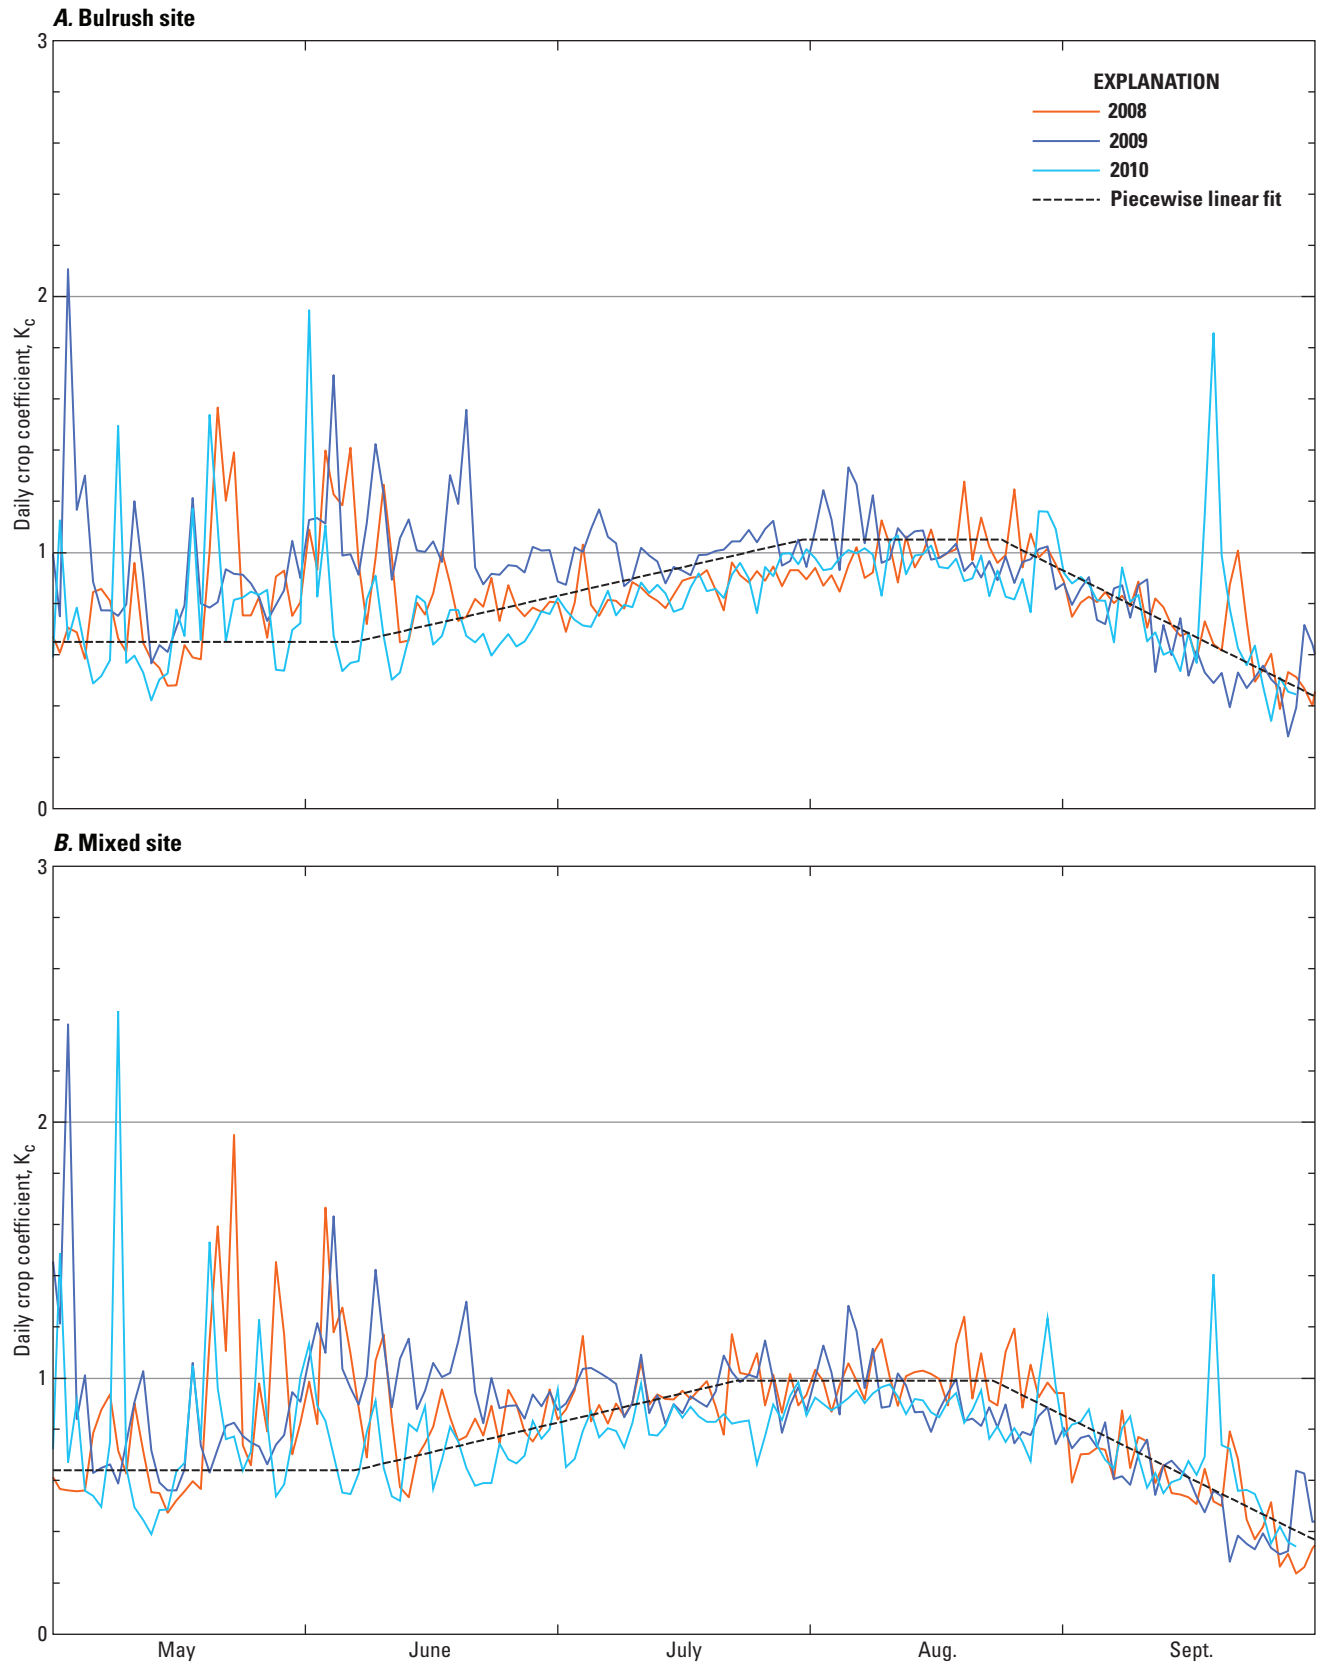 A. Bulrush site
3
2
1
0
Daily crop coefficient, Kc
EXPLANATION
2008
2009
2010
Piecewise linear fit
B. Mixed site
3
2
1
0
Daily crop coefficient, Kc
May June July Aug. Sept.